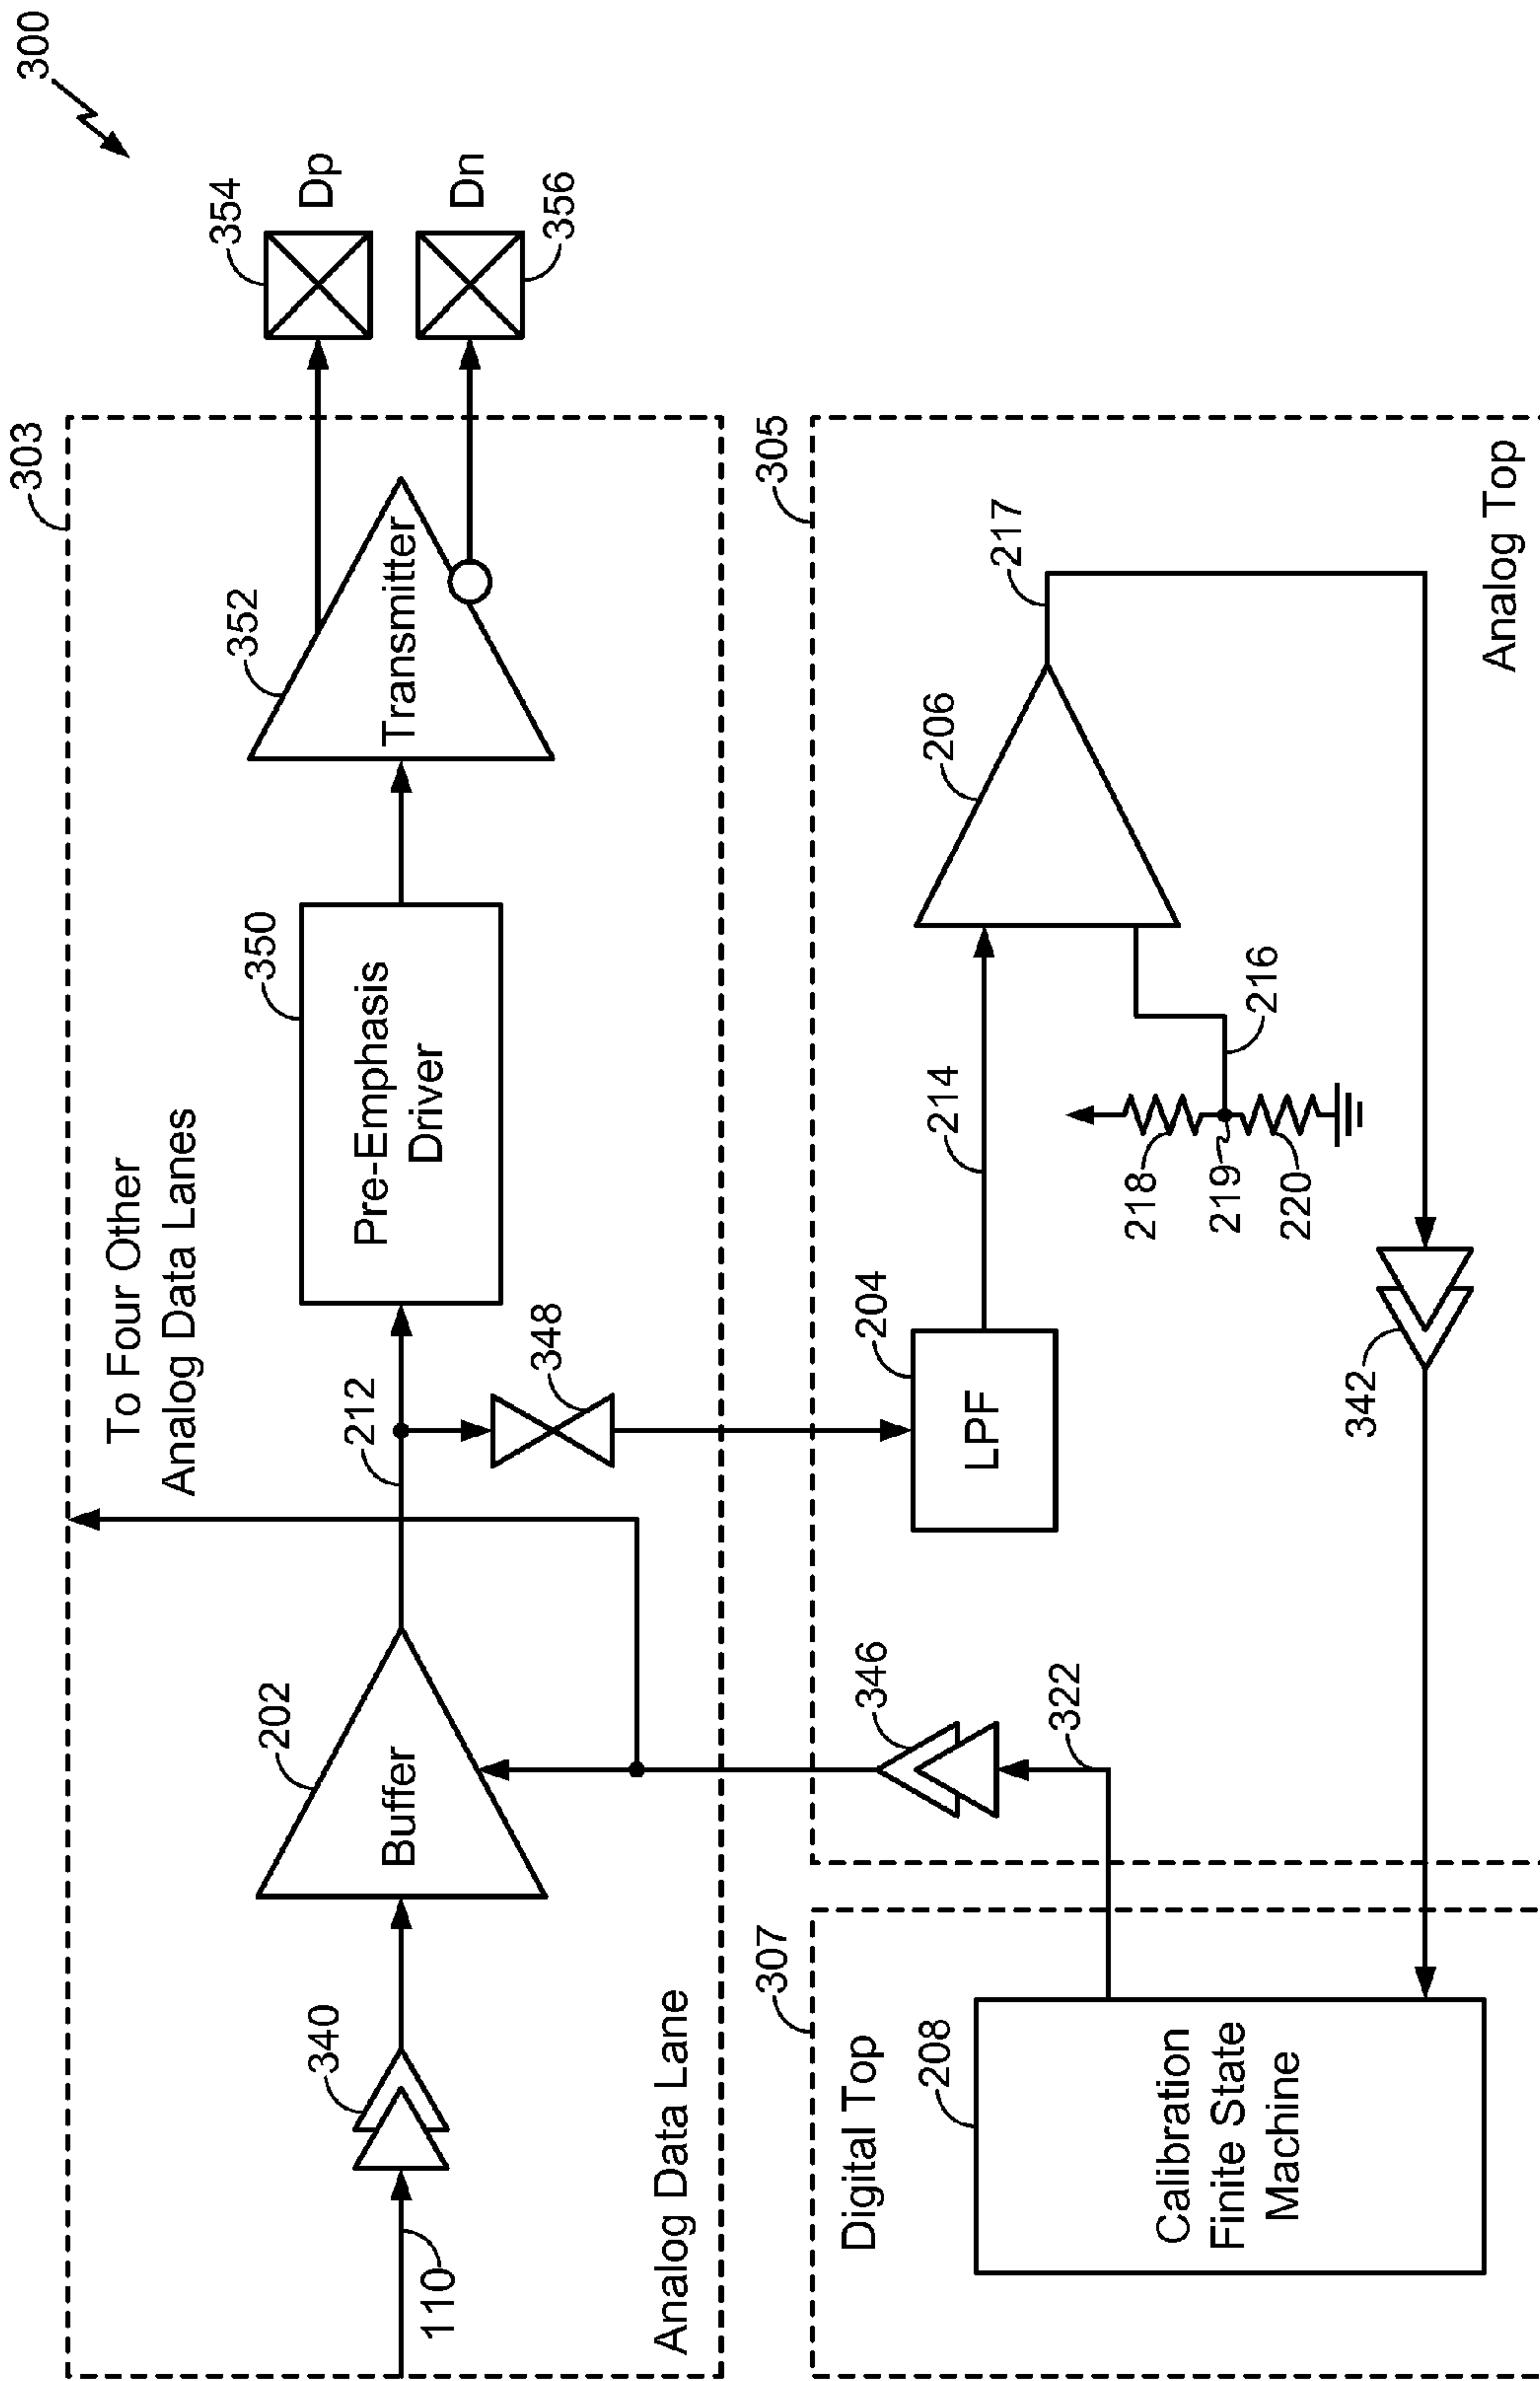 300
303
To Four Other
Analog Data Lanes
202
212
350
352
354
Dp
340
Buffer
Pre-Emphasis
Driver
Transmitter
Dn
356
110
348
Analog Data Lane
307
305
Digital Top
208
346
204
214
206
217
LPF
322
218
219
220
216
Calibration
Finite State
Machine
342
Analog Top